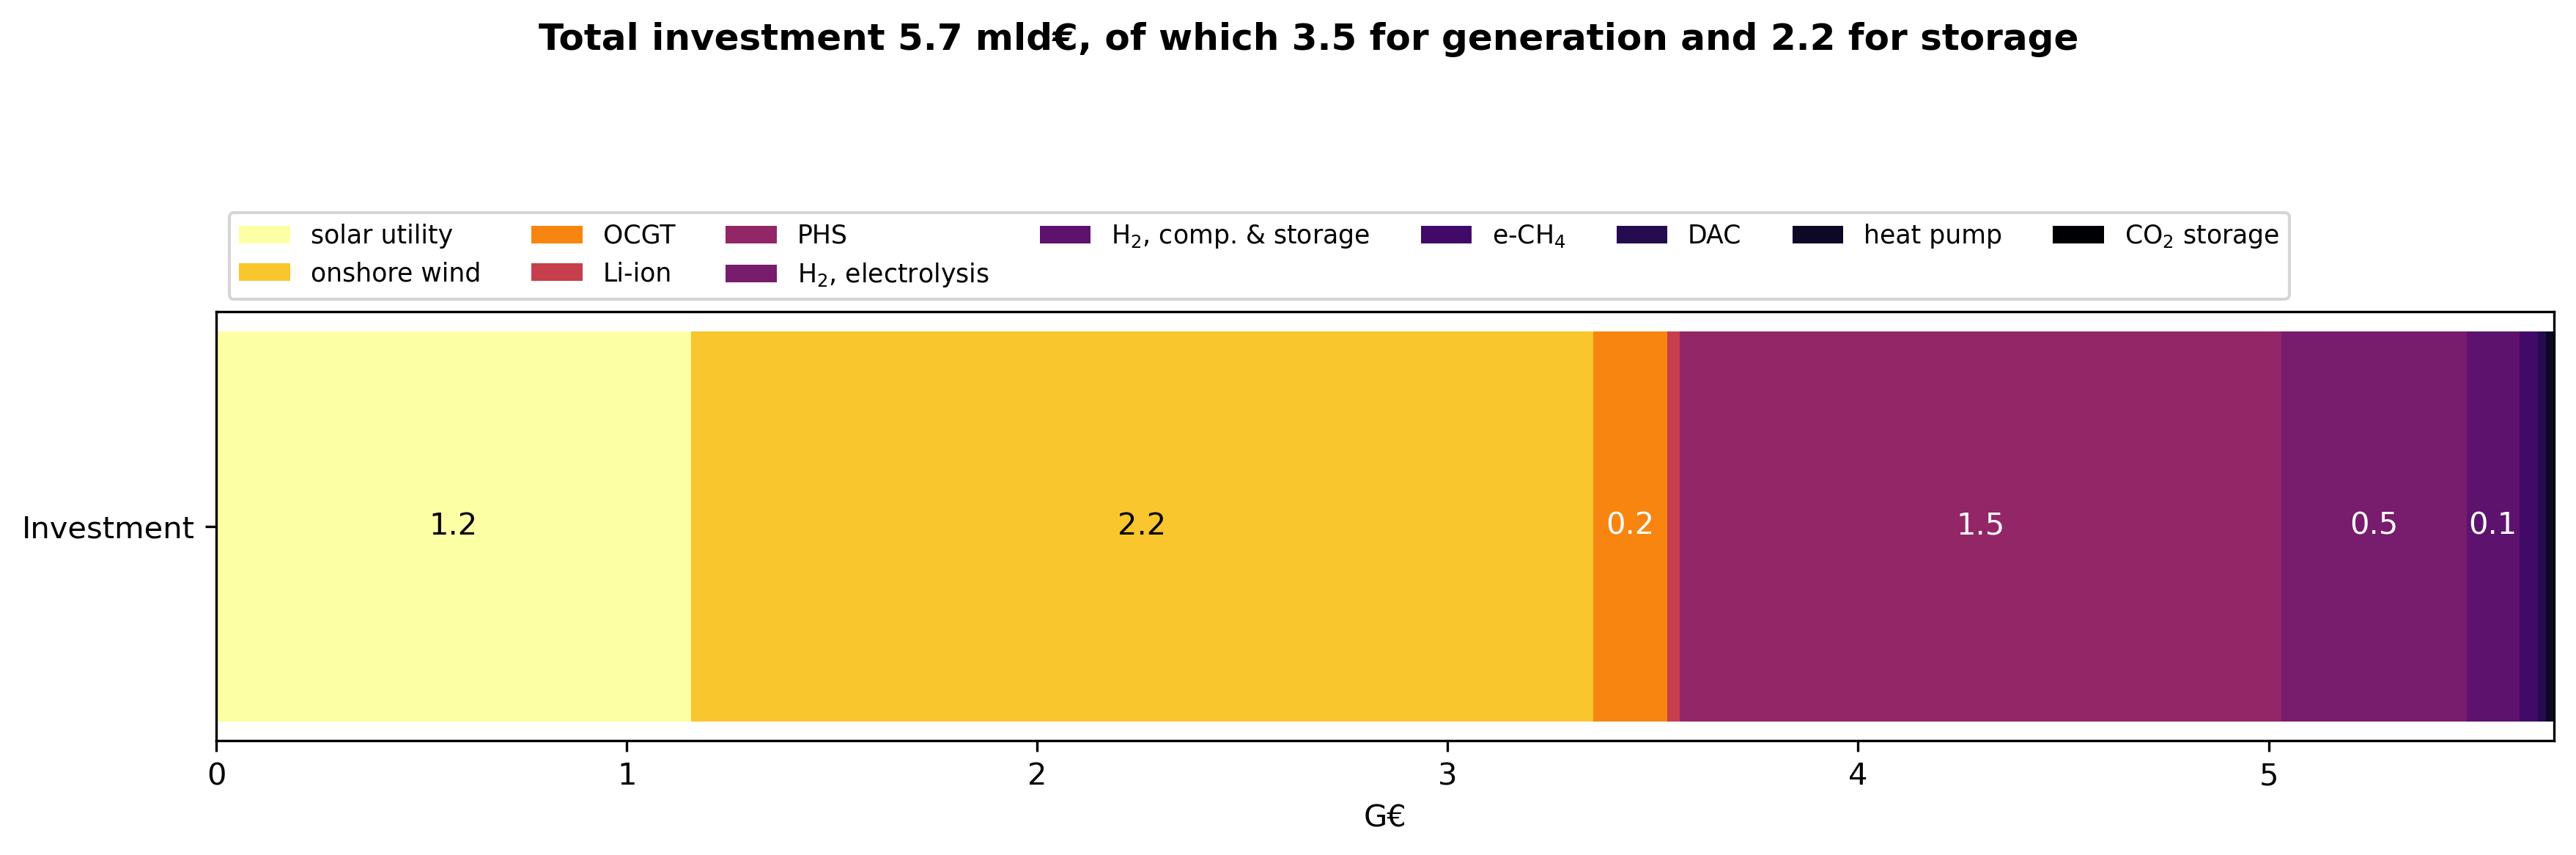 Total investment 5.7 mld€, of which 3.5 for generation and 2.2 for storage
solar utility OCGT PHS H₂, comp. & storage e-CH₄ DAC heat pump CO₂ storage
onshore wind Li-ion H₂, electrolysis
Investment 1.2 2.2 0.2 1.5 0.5 0.1
0 1 2 3 4 5
G€